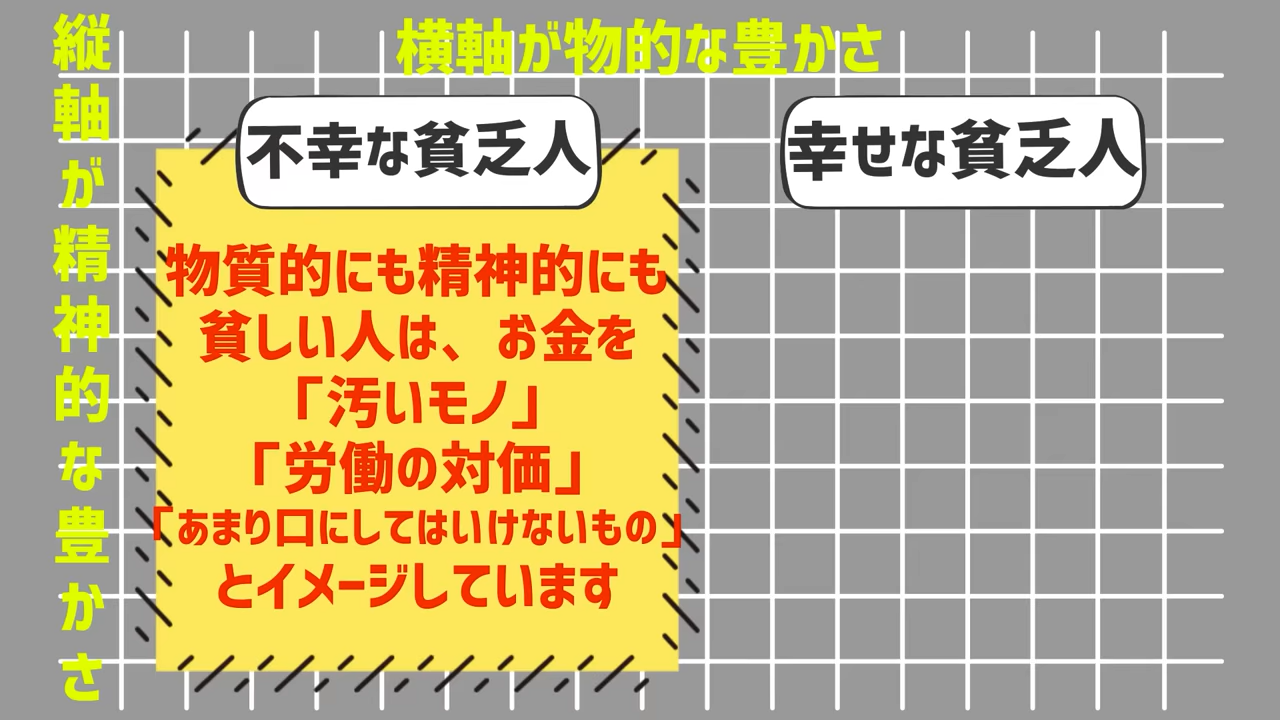 縦軸が精神的な豊かさ
横軸が物的な豊かさ
不幸な貧乏人
幸せな貧乏人
物質的にも精神的にも
貧しい人は、お金を
「汚いモノ」
「労働の対価」
「あまり口にしてはいけないもの」
とイメージしています